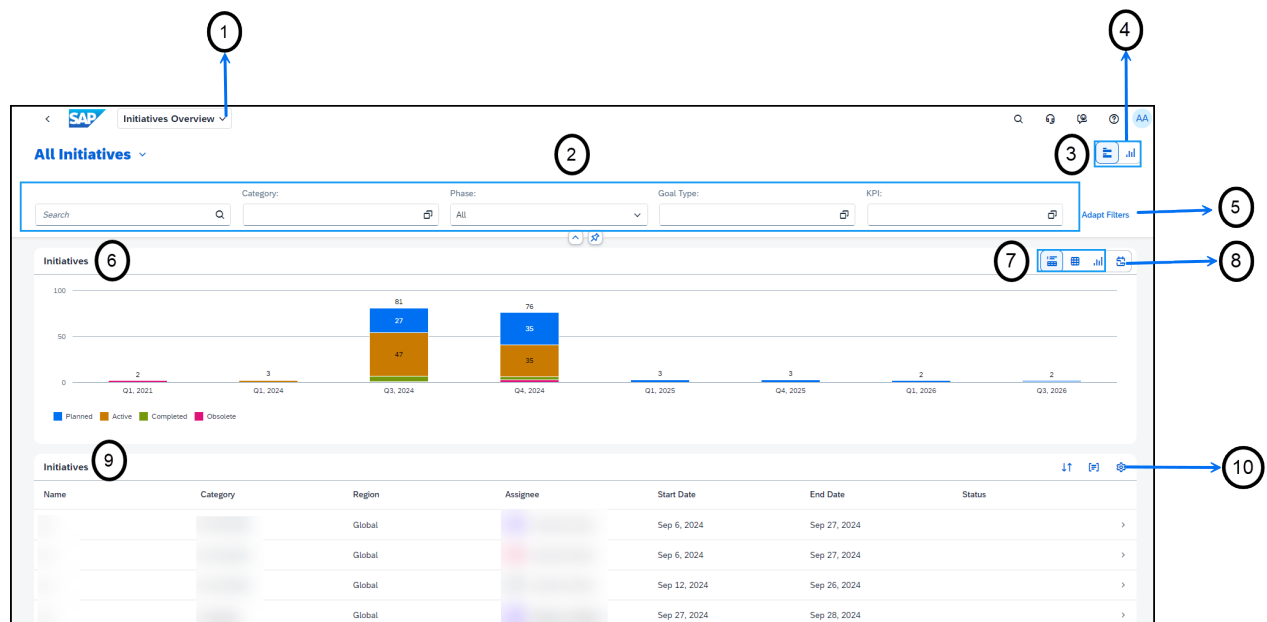 1
4
SAP
Initiatives Overview
AA
All Initiatives
2
3
Category:
Phase:
Goal Type:
KPI:
Search
All
Adapt Filters
5
Initiatives
6
7
8
100
50
0
81
27
47
76
35
35
2
3
3
3
2
2
Q1, 2021
Q1, 2024
Q3, 2024
Q4, 2024
Q1, 2025
Q4, 2025
Q1, 2026
Q3, 2026
Planned Active Completed Obsolete
Initiatives
9
10
Name Category Region Assignee Start Date End Date Status
Global Sep 6, 2024 Sep 27, 2024
Global Sep 6, 2024 Sep 27, 2024
Global Sep 12, 2024 Sep 26, 2024
Global Sep 27, 2024 Sep 28, 2024